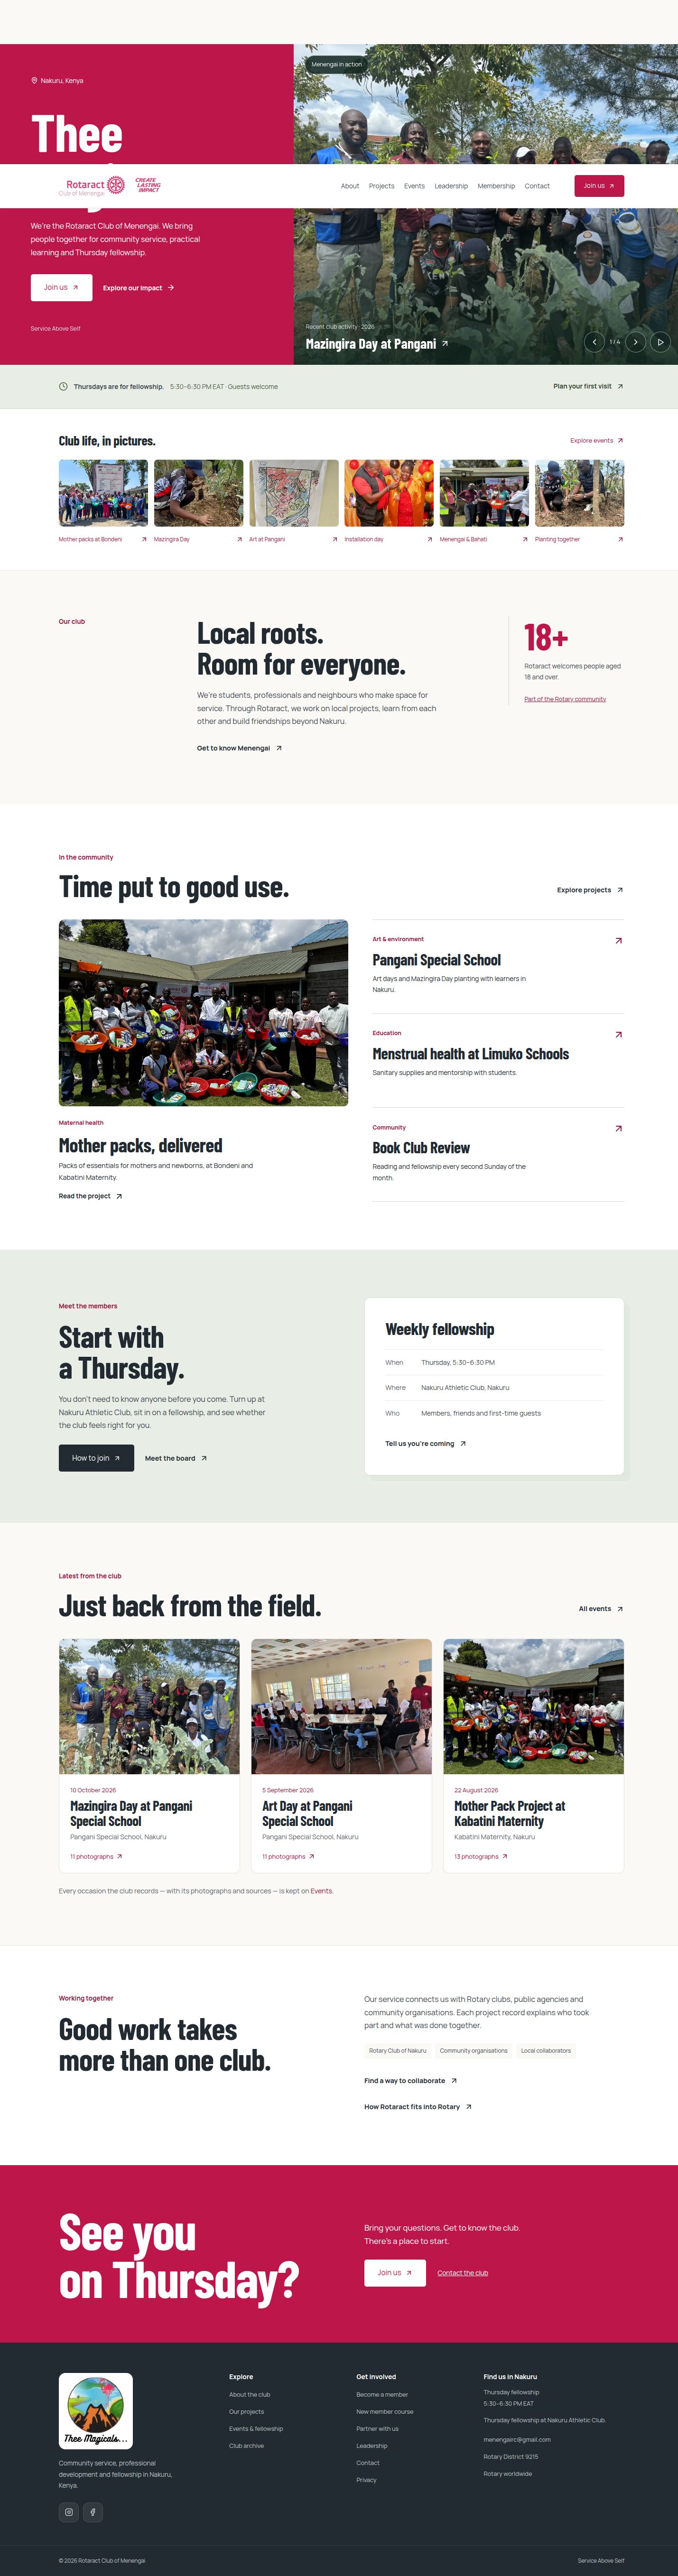 Menengai in action
Nakuru, Kenya
Thee
Rotaract
Club of Menengai
CREATE
LASTING
IMPACT
About
Projects
Events
Leadership
Membership
Contact
Join us
We're the Rotaract Club of Menengai. We bring
people together for community service, practical
learning and Thursday fellowship.
Join us
Explore our impact
Service Above Self
Recent club activity · 2026
Mazingira Day at Pangani
1 / 4
Thursdays are for fellowship. 5:30–6:30 PM EAT · Guests welcome
Plan your first visit
Club life, in pictures.
Explore events
Mother packs at Bondeni
Mazingira Day
Art at Pangani
Installation day
Menengai & Bahati
Planting together
Our club
Local roots.
Room for everyone.
We're students, professionals and neighbours who make space for
service. Through Rotaract, we work on local projects, learn from each
other and build friendships beyond Nakuru.
Get to know Menengai
18+
Rotaract welcomes people aged
18 and over.
Part of the Rotary community
In the community
Time put to good use.
Explore projects
Maternal health
Mother packs, delivered
Packs of essentials for mothers and newborns, at Bondeni and
Kabatini Maternity.
Read the project
Art & environment
Pangani Special School
Art days and Mazingira Day planting with learners in
Nakuru.
Education
Menstrual health at Limuko Schools
Sanitary supplies and mentorship with students.
Community
Book Club Review
Reading and fellowship every second Sunday of the
month.
Meet the members
Start with
a Thursday.
You don't need to know anyone before you come. Turn up at
Nakuru Athletic Club, sit in on a fellowship, and see whether
the club feels right for you.
How to join
Meet the board
Weekly fellowship
When Thursday, 5:30–6:30 PM
Where Nakuru Athletic Club, Nakuru
Who Members, friends and first-time guests
Tell us you're coming
Latest from the club
Just back from the field.
All events
10 October 2026
Mazingira Day at Pangani
Special School
Pangani Special School, Nakuru
11 photographs
5 September 2026
Art Day at Pangani
Special School
Pangani Special School, Nakuru
11 photographs
22 August 2026
Mother Pack Project at
Kabatini Maternity
Kabatini Maternity, Nakuru
13 photographs
Every occasion the club records — with its photographs and sources — is kept on Events.
Working together
Good work takes
more than one club.
Our service connects us with Rotary clubs, public agencies and
community organisations. Each project record explains who took
part and what was done together.
Rotary Club of Nakuru
Community organisations
Local collaborators
Find a way to collaborate
How Rotaract fits into Rotary
See you
on Thursday?
Bring your questions. Get to know the club.
There's a place to start.
Join us
Contact the club
Thee Magicals...
Community service, professional
development and fellowship in Nakuru,
Kenya.
Explore
About the club
Our projects
Events & fellowship
Club archive
Get involved
Become a member
New member course
Partner with us
Leadership
Contact
Privacy
Find us in Nakuru
Thursday fellowship
5:30–6:30 PM EAT
Thursday fellowship at Nakuru Athletic Club.
menengairc@gmail.com
Rotary District 9215
Rotary worldwide
© 2026 Rotaract Club of Menengai
Service Above Self